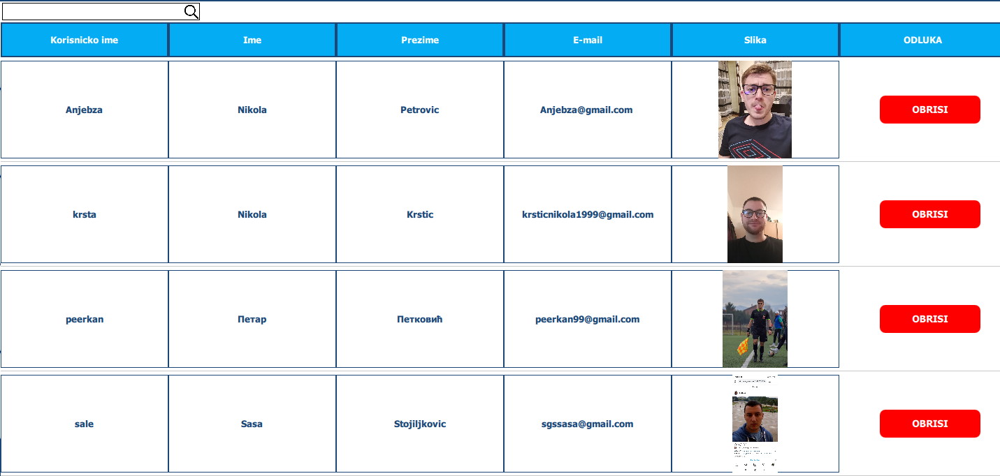 Korisnicko ime Ime Prezime E-mail Slika ODLUKA
Anjebza Nikola Petrovic Anjebza@gmail.com OBRISI
krsta Nikola Krstic krsticnikola1999@gmail.com OBRISI
peerkan Петар Петковић peerkan99@gmail.com OBRISI
sale Sasa Stojiljkovic sgssasa@gmail.com OBRISI